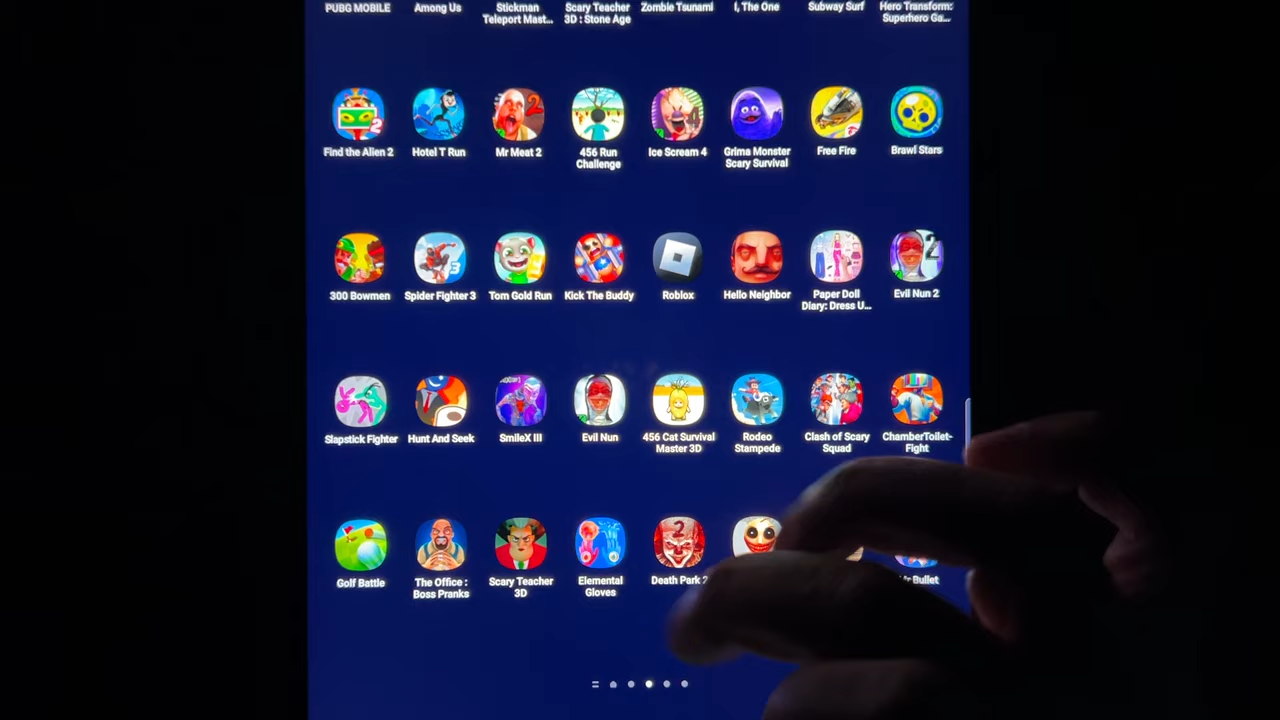 PUBG MOBILE
Among Us
Stickman
Teleport Mast...
Scary Teacher
3D : Stone Age
Zombie Tsunami
I, The One
Subway Surf
Hero Transform:
Superhero Ga...
Find the Alien 2
Hotel T Run
Mr Meat 2
456 Run
Challenge
Ice Scream 4
Grima Monster
Scary Survival
Free Fire
Brawl Stars
300 Bowmen
Spider Fighter 3
Tom Gold Run
Kick The Buddy
Roblox
Hello Neighbor
Paper Doll
Diary: Dress U...
Evil Nun 2
Slapstick Fighter
Hunt And Seek
SmileX III
Evil Nun
456 Cat Survival
Master 3D
Rodeo
Stampede
Clash of Scary
Squad
ChamberToilet-
Fight
Golf Battle
The Office :
Boss Pranks
Scary Teacher
3D
Elemental
Gloves
Death Park 2
Bullet